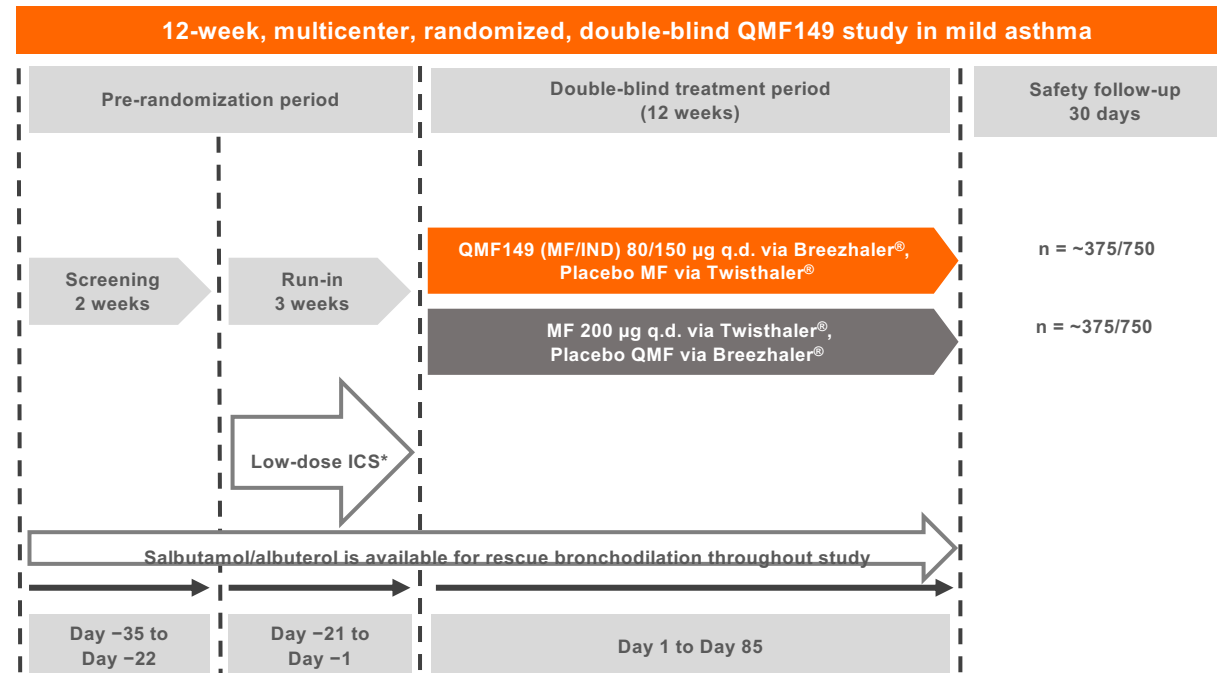 12-week, multicenter, randomized, double-blind QMF149 study in mild asthma
Pre-randomization period
Double-blind treatment period
(12 weeks)
Safety follow-up
30 days
Screening
2 weeks
Run-in
3 weeks
QMF149 (MF/IND) 80/150 µg q.d. via Breezhaler®,
Placebo MF via Twisthaler®
n = ~375/750
MF 200 µg q.d. via Twisthaler®,
Placebo QMF via Breezhaler®
n = ~375/750
Low-dose ICS*
Salbutamol/albuterol is available for rescue bronchodilation throughout study
Day −35 to
Day −22
Day −21 to
Day −1
Day 1 to Day 85